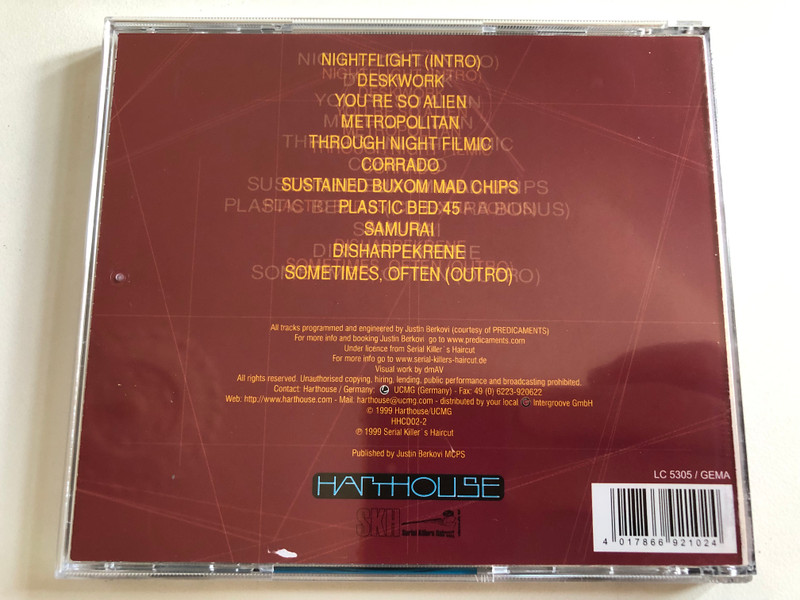 NIGHTFLIGHT (INTRO)
DESKWORK
YOU'RE SO ALIEN
METROPOLITAN
THROUGH NIGHT FILMIC
CORRADO
SUSTAINED BUXOM MAD CHIPS
PLASTIC BED.45
SAMURAI
DISHARPEKRENE
SOMETIMES, OFTEN (OUTRO)
All tracks programmed and engineered by Justin Berkovi (courtesy of PREDICAMENTS)
For more info and booking Justin Berkovi go to www.predicaments.com
Under licence from Serial Killer´s Haircut
For more info go to www.serial-killers-haircut.de
Visual work by dmAV
All rights reserved. Unauthorised copying, hiring, lending, public performance and broadcasting prohibited.
Contact: Harthouse / Germany: UCMG (Germany) - Fax: 49 (0) 6223-920622
Web: http://www.harthouse.com - Mail. harthouse@ucmg.com - distributed by your local Intergroove GmbH
© 1999 Harthouse/UCMG
HHCD02-2
℗ 1999 Serial Killer´s Haircut
Published by Justin Berkovi MCPS
HARTHOUSE
LC 5305 / GEMA
SKH Serial Killers Haircut
4 017866 921024